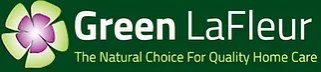 Green LaFleur
The Natural Choice For Quality Home Care